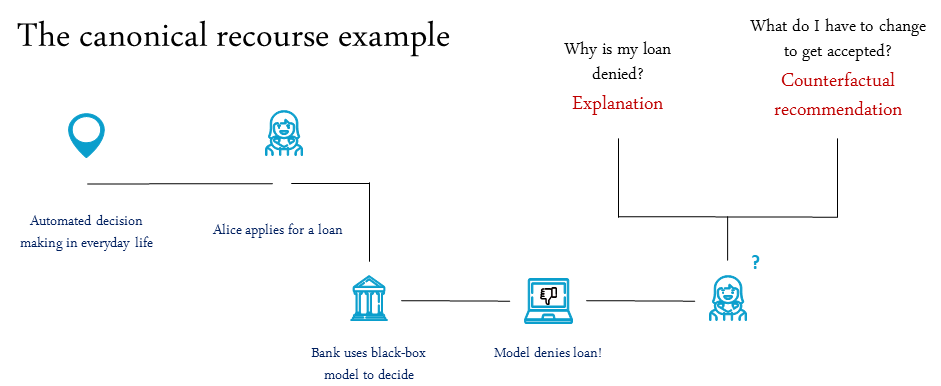 The canonical recourse example
Why is my loan
denied?
Explanation
What do I have to change
to get accepted?
Counterfactual
recommendation
Automated decision
making in everyday life
Alice applies for a loan
?
Bank uses black-box
model to decide
Model denies loan!